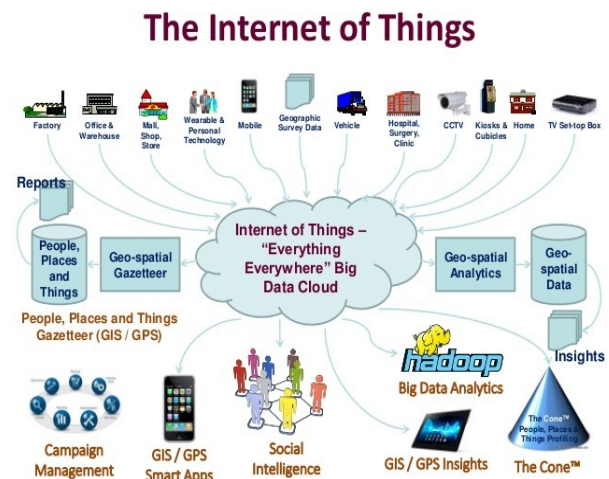 The Internet of Things
Factory
Office &
Warehouse
Mall,
Shop,
Store
Wearable &
Personal
Technology
Mobile
Geographic
Survey Data
Vehicle
Hospital,
Surgery,
Clinic
CCTV
Kiosks &
Cubicles
Home
TV Set-top Box
Reports
People,
Places
and
Things
Geo-spatial
Gazetteer
Internet of Things –
“Everything
Everywhere” Big
Data Cloud
Geo-spatial
Analytics
Geo-
spatial
Data
People, Places and Things
Gazetteer (GIS / GPS)
Insights
hadoop
Big Data Analytics
The Cone™
People, Places &
Things Profiling
Campaign
Management
GIS / GPS
Smart Apps
Social
Intelligence
GIS / GPS Insights
The Cone™